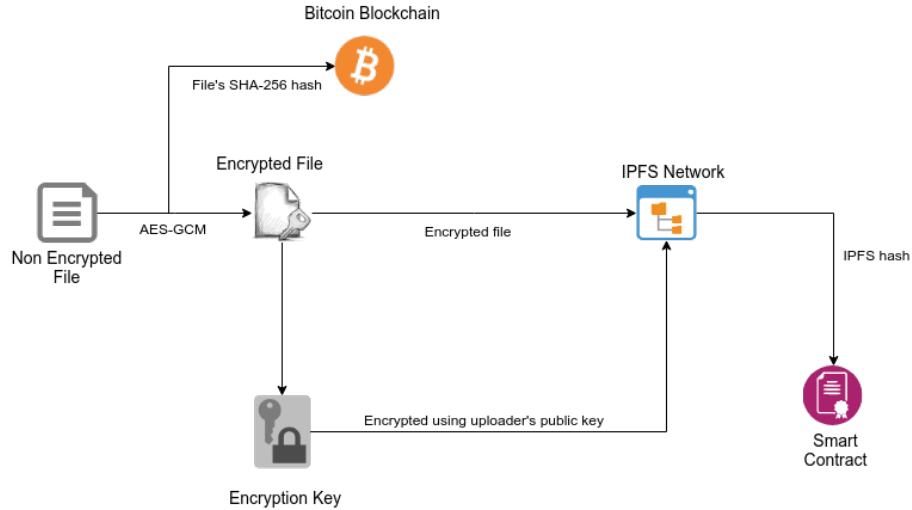 Bitcoin Blockchain
File's SHA-256 hash
Encrypted File
IPFS Network
AES-GCM
Encrypted file
Non Encrypted
File
IPFS hash
Encrypted using uploader's public key
Smart
Contract
Encryption Key